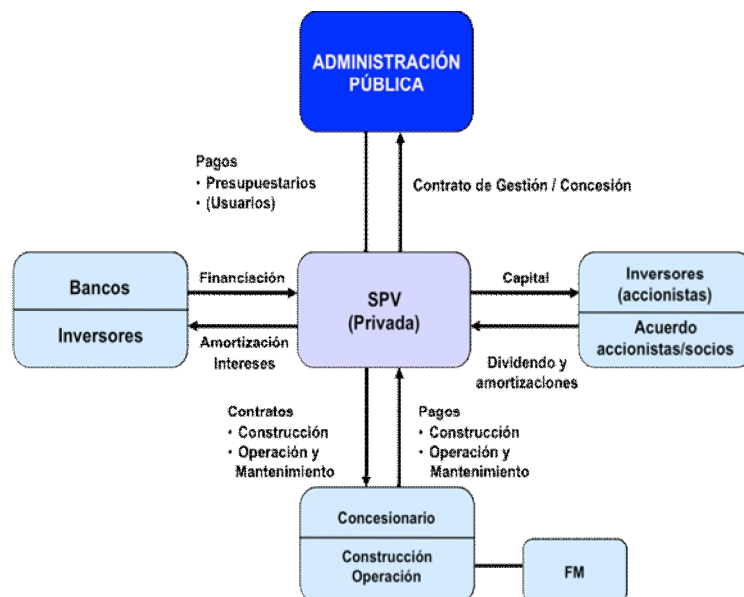 ADMINISTRACIÓN
PÚBLICA
Pagos
• Presupuestarios
• (Usuarios)
Contrato de Gestión / Concesión
Bancos
Inversores
Financiación
Amortización
Intereses
SPV
(Privada)
Capital
Dividendo y
amortizaciones
Inversores
(accionistas)
Acuerdo
accionistas/socios
Contratos
• Construcción
• Operación y
Mantenimiento
Pagos
• Construcción
• Operación y
Mantenimiento
Concesionario
Construcción
Operación
FM